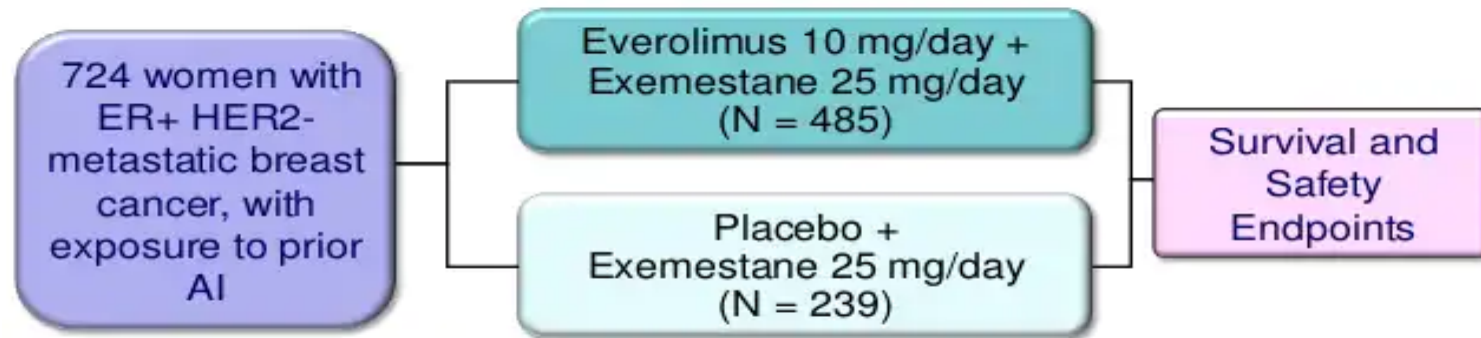 724 women with
ER+ HER2-
metastatic breast
cancer, with
exposure to prior
AI
Everolimus 10 mg/day +
Exemestane 25 mg/day
(N = 485)
Placebo +
Exemestane 25 mg/day
(N = 239)
Survival and
Safety
Endpoints